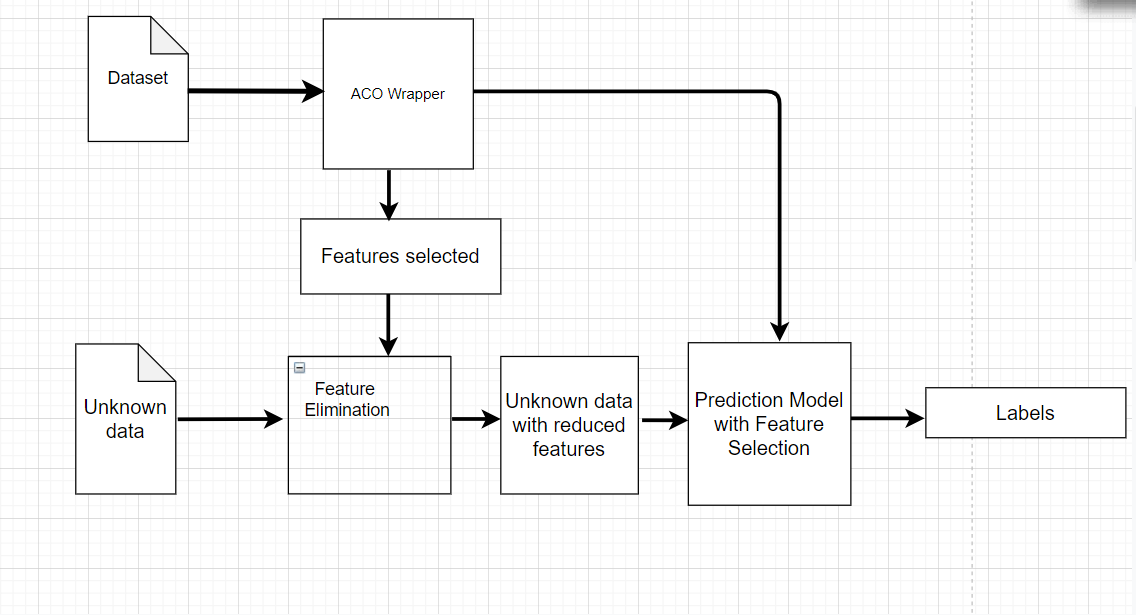 Dataset
ACO Wrapper
Features selected
Unknown
data
Feature
Elimination
Unknown data
with reduced
features
Prediction Model
with Feature
Selection
Labels